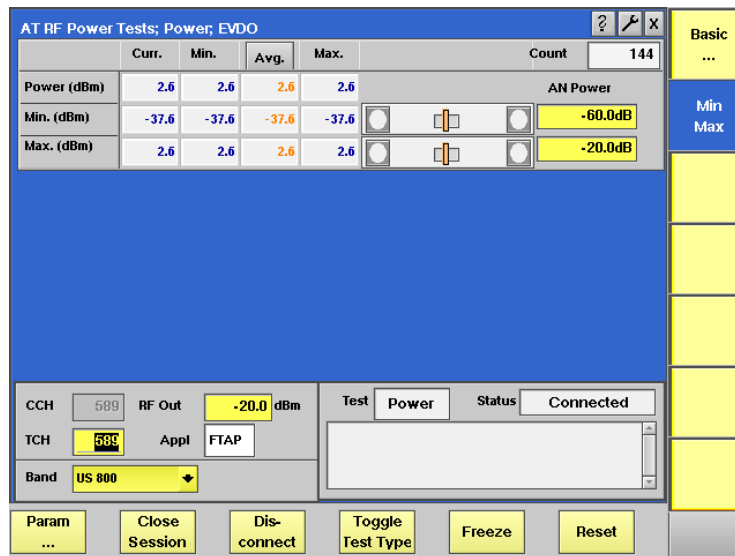 AT RF Power Tests; Power; EVDO ? x
Basic
...
Curr. Min. Avg. Max. Count 144
Power (dBm) 2.6 2.6 2.6 2.6 AN Power
Min. (dBm) -37.6 -37.6 -37.6 -37.6 -60.0dB
Max. (dBm) 2.6 2.6 2.6 2.6 -20.0dB
Min
Max
CCH 589 RF Out -20.0 dBm
TCH 589 Appl FTAP
Band US 800
Test Power Status Connected
Param
...
Close
Session
Dis-
connect
Toggle
Test Type
Freeze
Reset